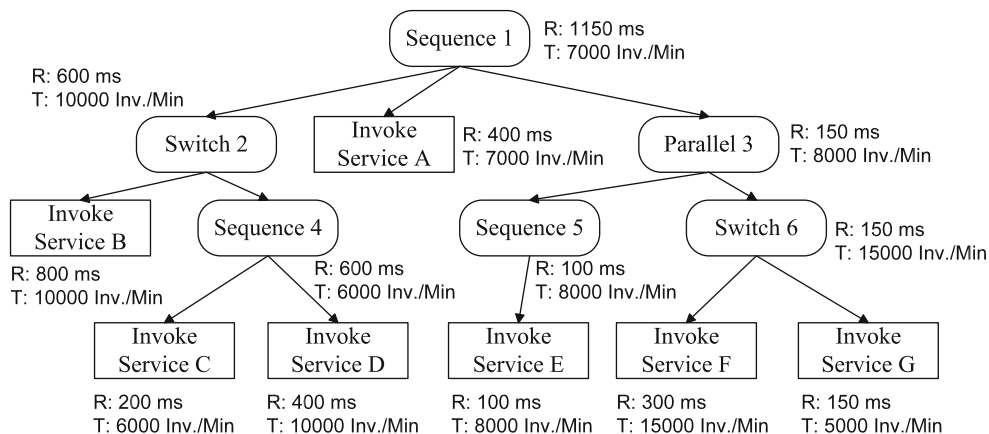 Sequence 1
R: 1150 ms
T: 7000 Inv./Min
R: 600 ms
T: 10000 Inv./Min
Switch 2
Invoke
Service A
R: 400 ms
T: 7000 Inv./Min
Parallel 3
R: 150 ms
T: 8000 Inv./Min
Invoke
Service B
R: 800 ms
T: 10000 Inv./Min
Sequence 4
R: 600 ms
T: 6000 Inv./Min
Sequence 5
R: 100 ms
T: 8000 Inv./Min
Switch 6
R: 150 ms
T: 15000 Inv./Min
Invoke
Service C
R: 200 ms
T: 6000 Inv./Min
Invoke
Service D
R: 400 ms
T: 10000 Inv./Min
Invoke
Service E
R: 100 ms
T: 8000 Inv./Min
Invoke
Service F
R: 300 ms
T: 15000 Inv./Min
Invoke
Service G
R: 150 ms
T: 5000 Inv./Min